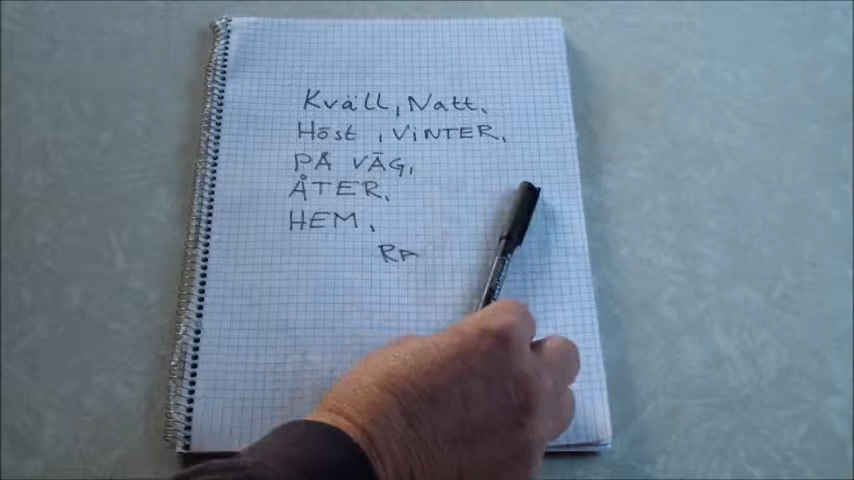 Kväll, Natt.
Höst, VINTER,
PÅ VÄG,
ÅTER,
HEM,
RA